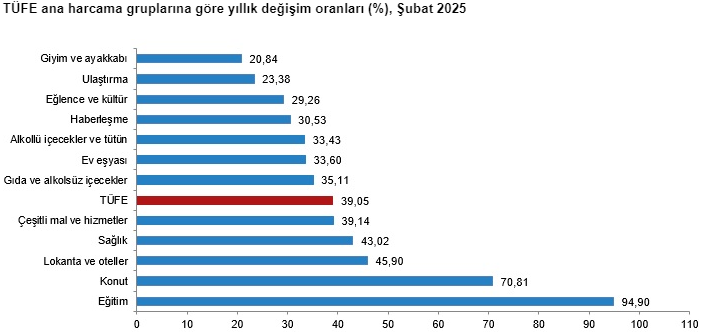 TÜFE ana harcama gruplarına göre yıllık değişim oranları (%), Şubat 2025
Giyim ve ayakkabı 20,84
Ulaştırma 23,38
Eğlence ve kültür 29,26
Haberleşme 30,53
Alkollü içecekler ve tütün 33,43
Ev eşyası 33,60
Gıda ve alkolsüz içecekler 35,11
TÜFE 39,05
Çeşitli mal ve hizmetler 39,14
Sağlık 43,02
Lokanta ve oteller 45,90
Konut 70,81
Eğitim 94,90
0 10 20 30 40 50 60 70 80 90 100 110